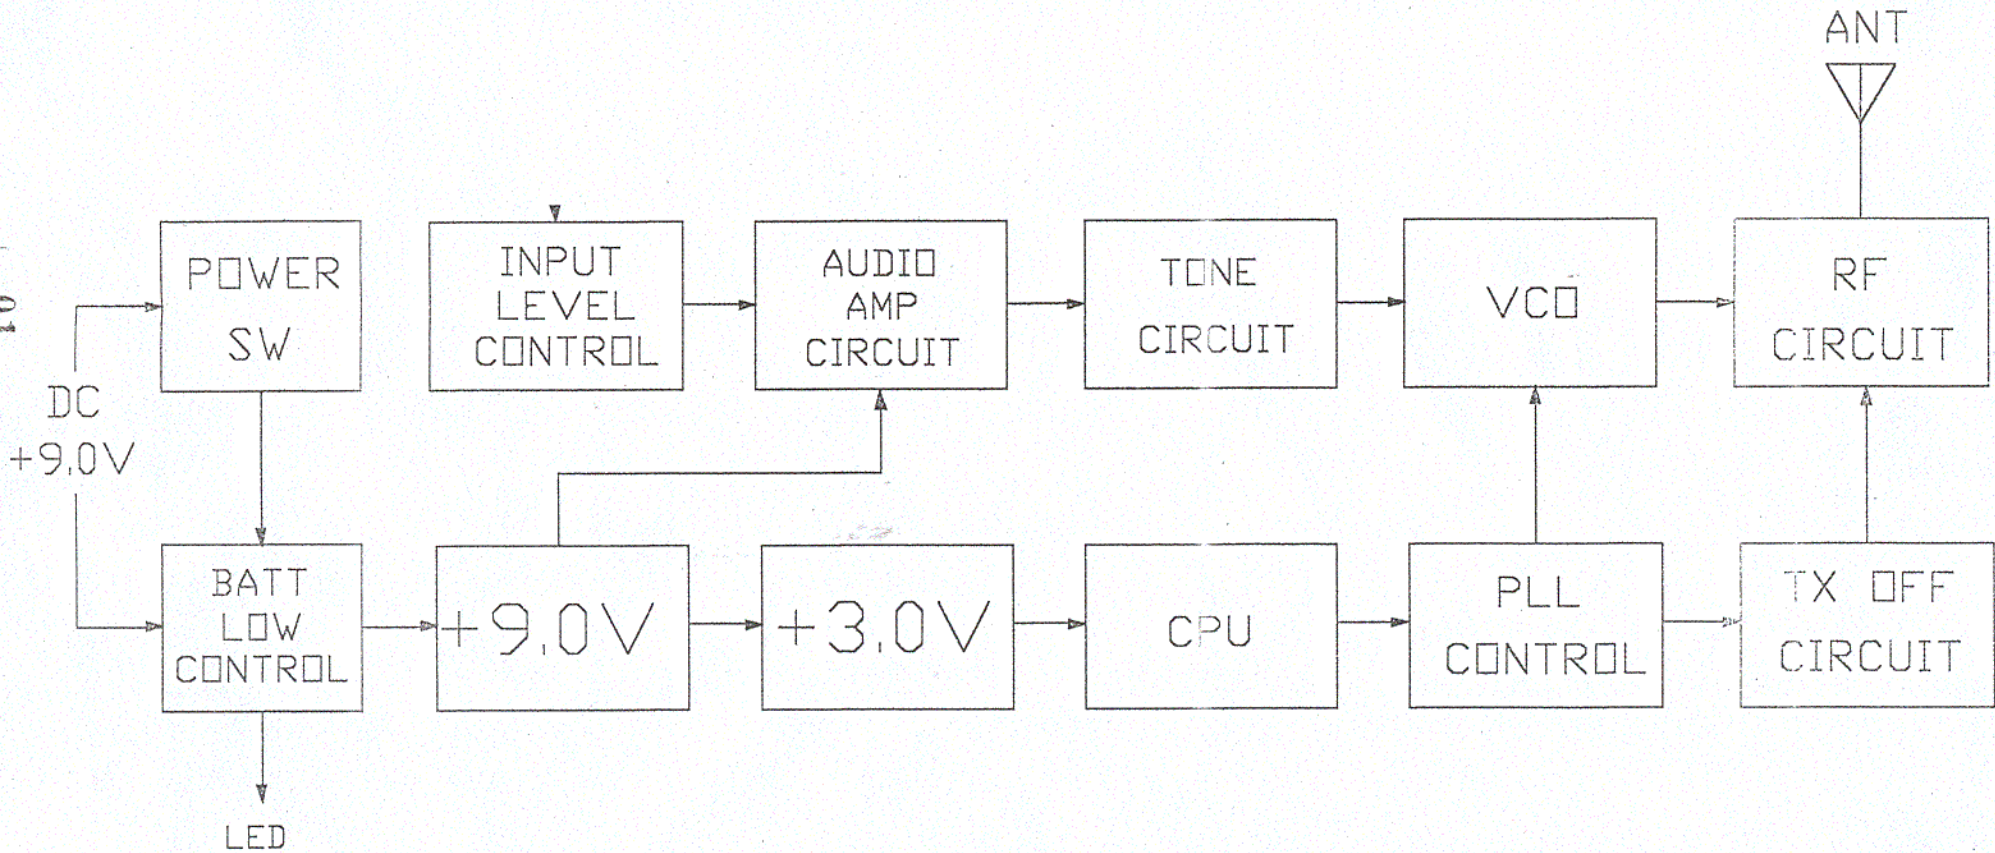 ANT
POWER
SW
INPUT
LEVEL
CONTROL
AUDIO
AMP
CIRCUIT
TONE
CIRCUIT
VCO
RF
CIRCUIT
DC
+9.0V
BATT
LOW
CONTROL
+9.0V
+3.0V
CPU
PLL
CONTROL
TX OFF
CIRCUIT
LED